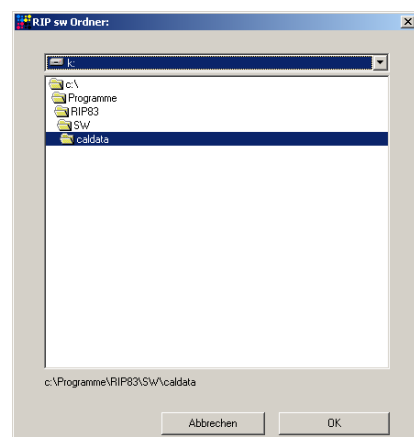 RIP sw Ordner:
k:
c:\
Programme
RIP83
SW
caldata
c:\Programme\RIP83\SW\caldata
Abbrechen
OK